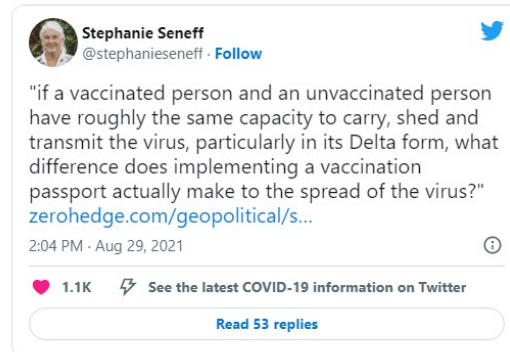 Stephanie Seneff
@stephanieseneff · Follow
"if a vaccinated person and an unvaccinated person
have roughly the same capacity to carry, shed and
transmit the virus, particularly in its Delta form, what
difference does implementing a vaccination
passport actually make to the spread of the virus?"
zerohedge.com/geopolitical/s...
2:04 PM · Aug 29, 2021
1.1K See the latest COVID-19 information on Twitter
Read 53 replies